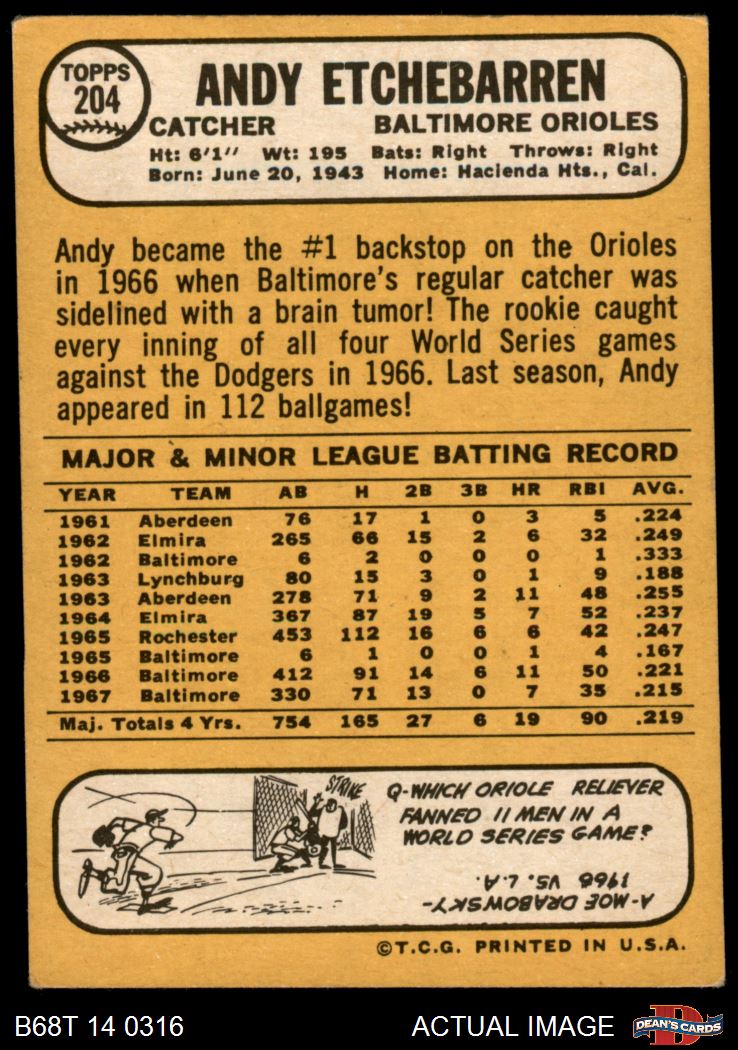 TOPPS
204
ANDY ETCHEBARREN
CATCHER BALTIMORE ORIOLES
Ht: 6'1" Wt: 195 Bats: Right Throws: Right
Born: June 20, 1943 Home: Hacienda Hts., Cal.
Andy became the #1 backstop on the Orioles
in 1966 when Baltimore's regular catcher was
sidelined with a brain tumor! The rookie caught
every inning of all four World Series games
against the Dodgers in 1966. Last season, Andy
appeared in 112 ballgames!
MAJOR & MINOR LEAGUE BATTING RECORD
YEAR TEAM AB H 2B 3B HR RBI AVG.
1961 Aberdeen 76 17 1 0 3 5 .224
1962 Elmira 265 66 15 2 6 32 .249
1962 Baltimore 6 2 0 0 0 1 .333
1963 Lynchburg 80 15 3 0 1 9 .188
1963 Aberdeen 278 71 9 2 11 48 .255
1964 Elmira 367 87 19 5 7 52 .237
1965 Rochester 453 112 16 6 6 42 .247
1965 Baltimore 6 1 0 0 1 4 .167
1966 Baltimore 412 91 14 6 11 50 .221
1967 Baltimore 330 71 13 0 7 35 .215
Maj. Totals 4 Yrs. 754 165 27 6 19 90 .219
STRIKE
Q-WHICH ORIOLE RELIEVER
FANNED 11 MEN IN A
WORLD SERIES GAME?
A-MOE DRABOWSKY-
1966 VS. L.A.
©T.C.G. PRINTED IN U.S.A.
B68T 14 0316 ACTUAL IMAGE
DEAN'S CARDS